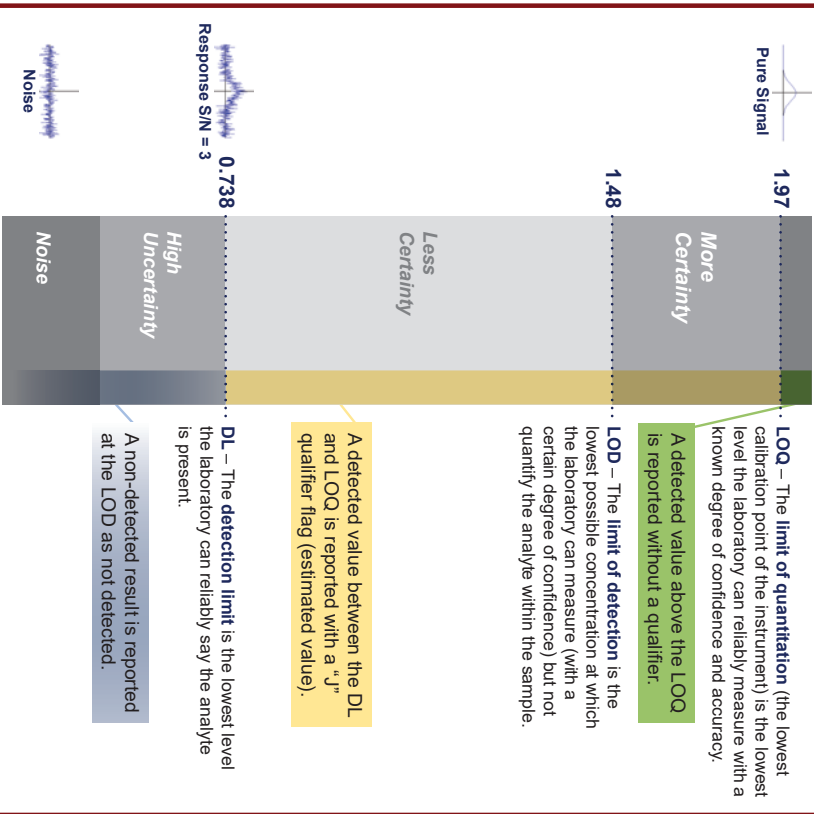 Pure Signal
1.97
LOQ – The limit of quantitation (the lowest
calibration point of the instrument) is the lowest
level the laboratory can reliably measure with a
known degree of confidence and accuracy.
A detected value above the LOQ
is reported without a qualifier.
More
Certainty
1.48
LOD – The limit of detection is the
lowest possible concentration at which
the laboratory can measure (with a
certain degree of confidence) but not
quantify the analyte within the sample.
Less
Certainty
A detected value between the DL
and LOQ is reported with a “J”
qualifier flag (estimated value).
0.738
Response S/N = 3
DL – The detection limit is the lowest level
the laboratory can reliably say the analyte
is present.
High
Uncertainty
A non-detected result is reported
at the LOD as not detected.
Noise
Noise